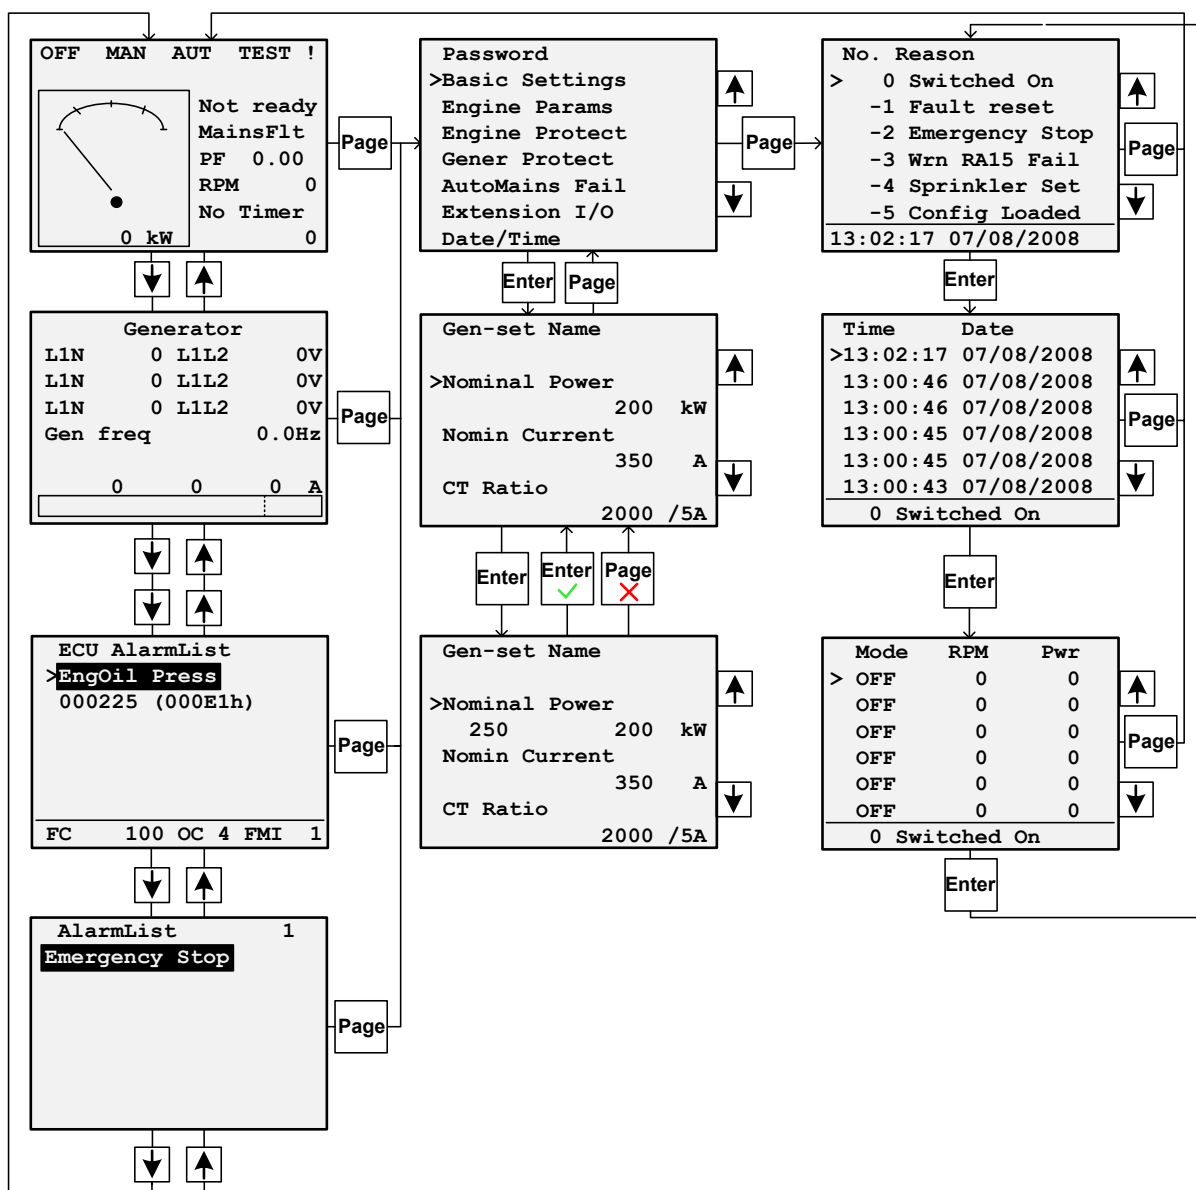 OFF MAN AUT TEST !
Not ready
MainsFlt
PF 0.00
RPM 0
No Timer
0 kW 0
Page
Generator
L1N 0 L1L2 0V
L1N 0 L1L2 0V
L1N 0 L1L2 0V
Gen freq 0.0Hz
0 0 0 A
Page
ECU AlarmList
>EngOil Press
000225 (000E1h)
FC 100 OC 4 FMI 1
Page
AlarmList 1
Emergency Stop
Page
Password
>Basic Settings
Engine Params
Engine Protect
Gener Protect
AutoMains Fail
Extension I/O
Date/Time
Page
Enter Page
Gen-set Name
>Nominal Power
200 kW
Nomin Current
350 A
CT Ratio
2000 /5A
Enter Enter Page
Gen-set Name
>Nominal Power
250 200 kW
Nomin Current
350 A
CT Ratio
2000 /5A
No. Reason
> 0 Switched On
-1 Fault reset
-2 Emergency Stop
-3 Wrn RA15 Fail
-4 Sprinkler Set
-5 Config Loaded
13:02:17 07/08/2008
Page
Enter
Time Date
>13:02:17 07/08/2008
13:00:46 07/08/2008
13:00:46 07/08/2008
13:00:45 07/08/2008
13:00:45 07/08/2008
13:00:43 07/08/2008
0 Switched On
Page
Enter
Mode RPM Pwr
> OFF 0 0
OFF 0 0
OFF 0 0
OFF 0 0
OFF 0 0
OFF 0 0
0 Switched On
Page
Enter